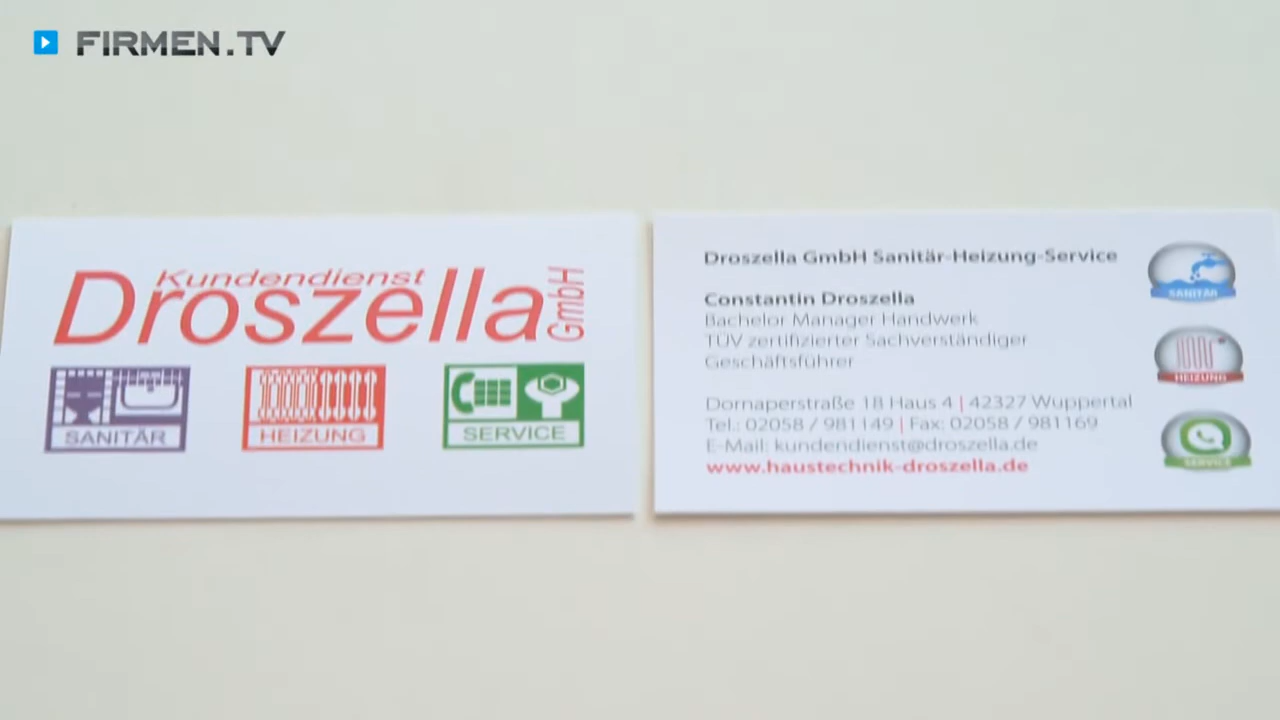 FIRMEN.TV
Kundendienst
Droszella GmbH
SANITÄR
HEIZUNG
SERVICE
Droszella GmbH Sanitär-Heizung-Service
Constantin Droszella
Bachelor Manager Handwerk
TÜV zertifizierter Sachverständiger
Geschäftsführer
Dornaperstraße 18 Haus 4 | 42327 Wuppertal
Tel.: 02058 / 981149 | Fax: 02058 / 981169
E-Mail: kundendienst@droszella.de
www.haustechnik-droszella.de
SANITÄR
HEIZUNG
SERVICE